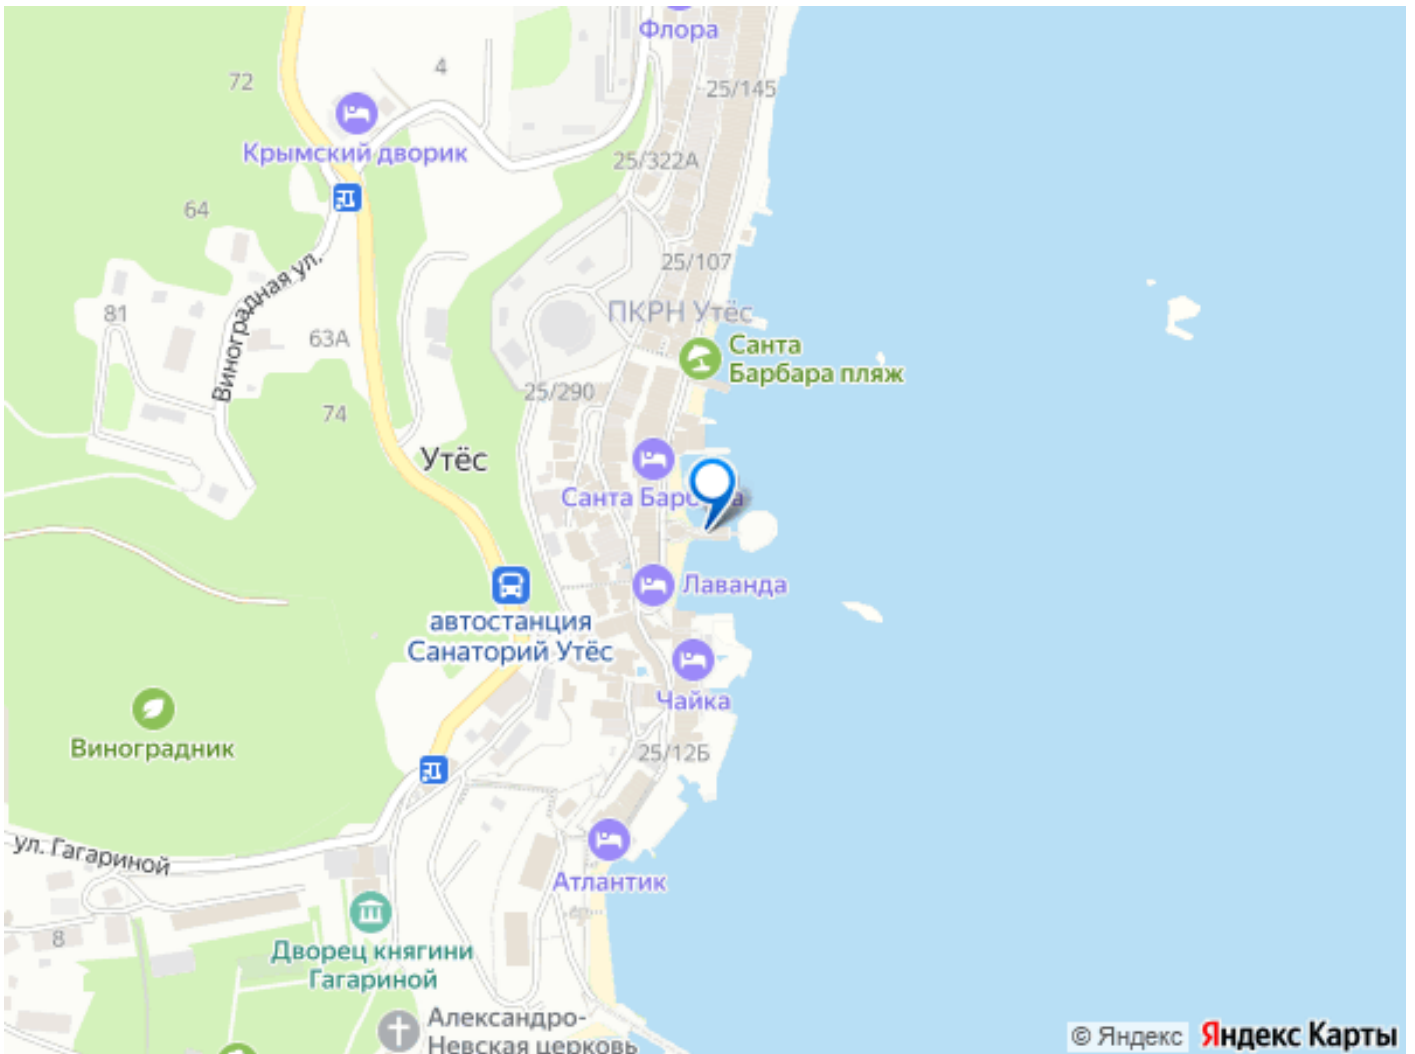 Флора
4
72
25/145
Крымский дворик
25/322А
64
25/107
Виноградная ул.
81
ПКРН Утёс
63А
Санта
Барбара пляж
25/290
74
Утёс
Санта Барбара
Лаванда
автостанция
Санаторий Утёс
Чайка
Виноградник
25/12Б
ул. Гагариной
Атлантик
8
Дворец княгини
Гагариной
Александро-
Невская церковь
© Яндекс Яндекс Карты